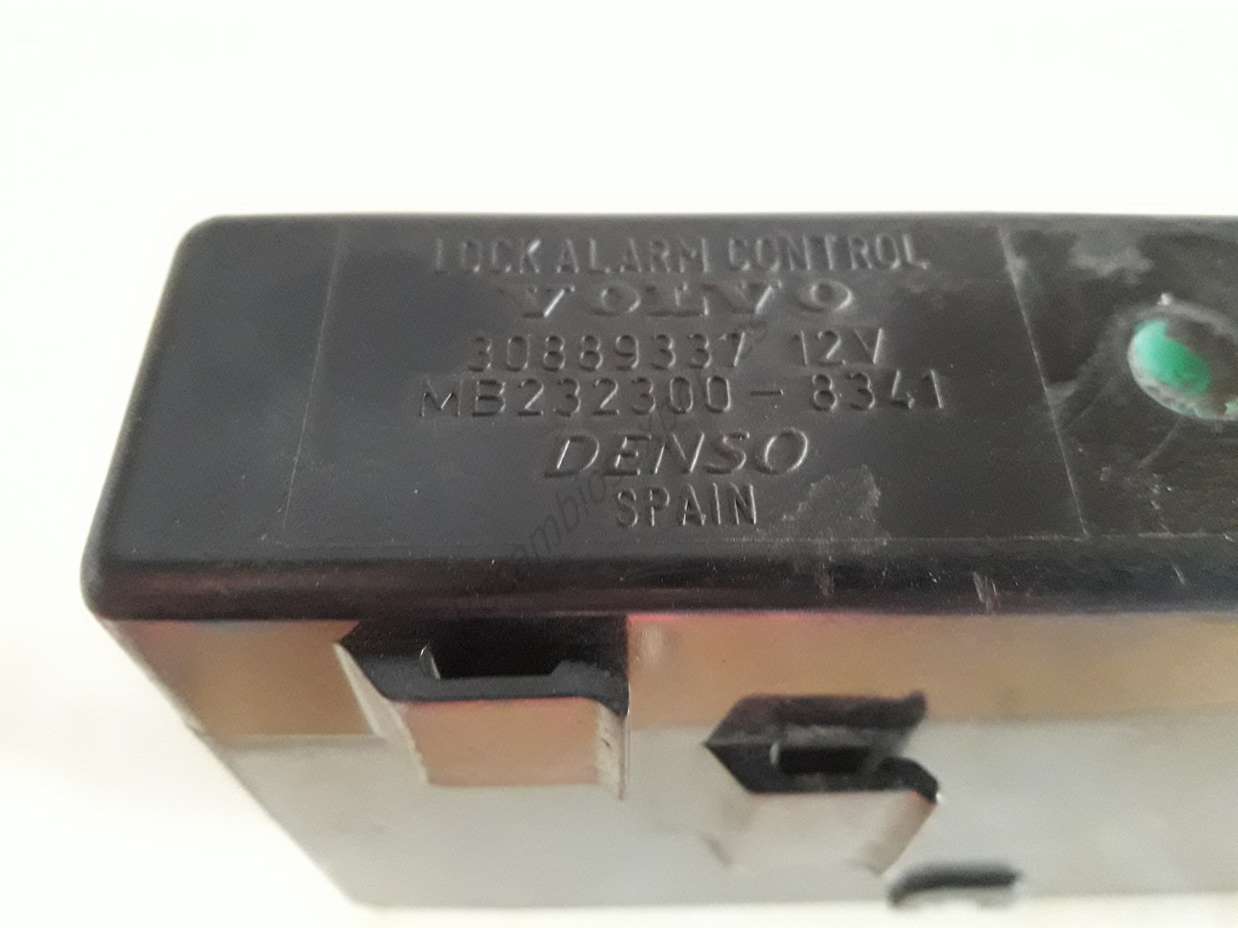 LOCK ALARM CONTROL
VOLVO
30889337 12V
MB232300-8341
DENSO
SPAIN